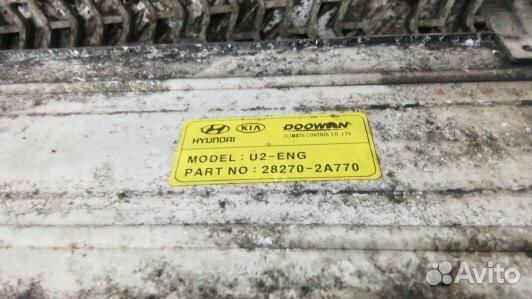 HYUNDAI KIA DOOWON
CLIMATE CONTROL CO.,LTD
MODEL : U2-ENG
PART NO : 28270-2A770
Avito